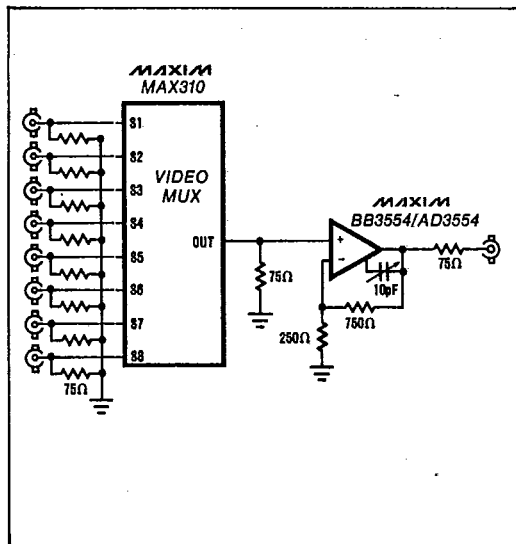 MAXIM
MAX310
S1
S2
S3
S4
S5
S6
S7
S8
VIDEO
MUX
OUT
75Ω
75Ω
MAXIM
BB3554/AD3554
+
−
10pF
75Ω
750Ω
250Ω